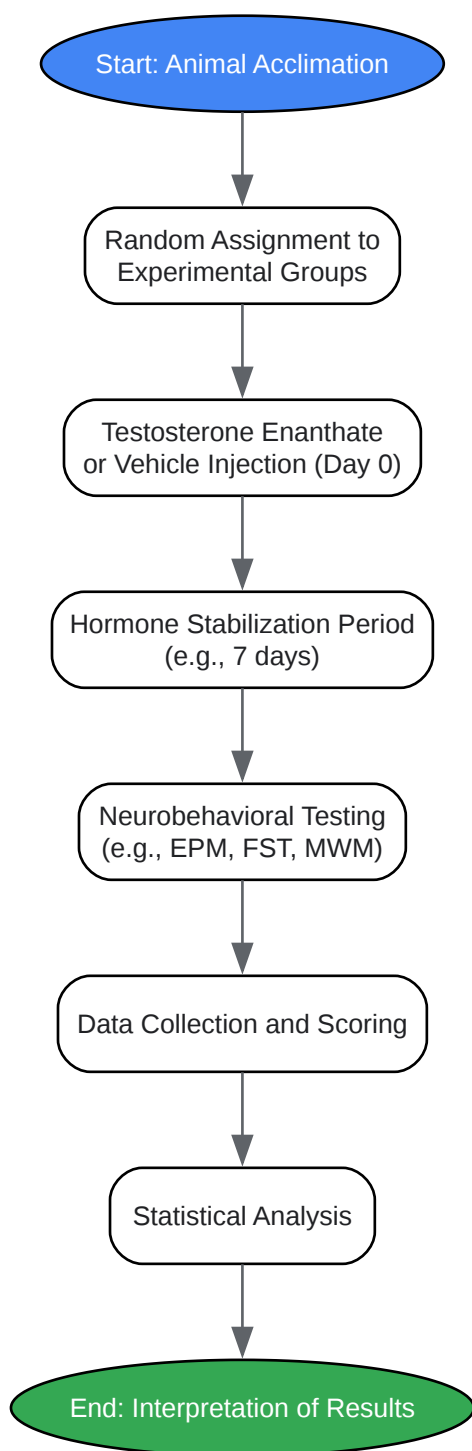 Start: Animal Acclimation
Random Assignment to
Experimental Groups
Testosterone Enanthate
or Vehicle Injection (Day 0)
Hormone Stabilization Period
(e.g., 7 days)
Neurobehavioral Testing
(e.g., EPM, FST, MWM)
Data Collection and Scoring
Statistical Analysis
End: Interpretation of Results